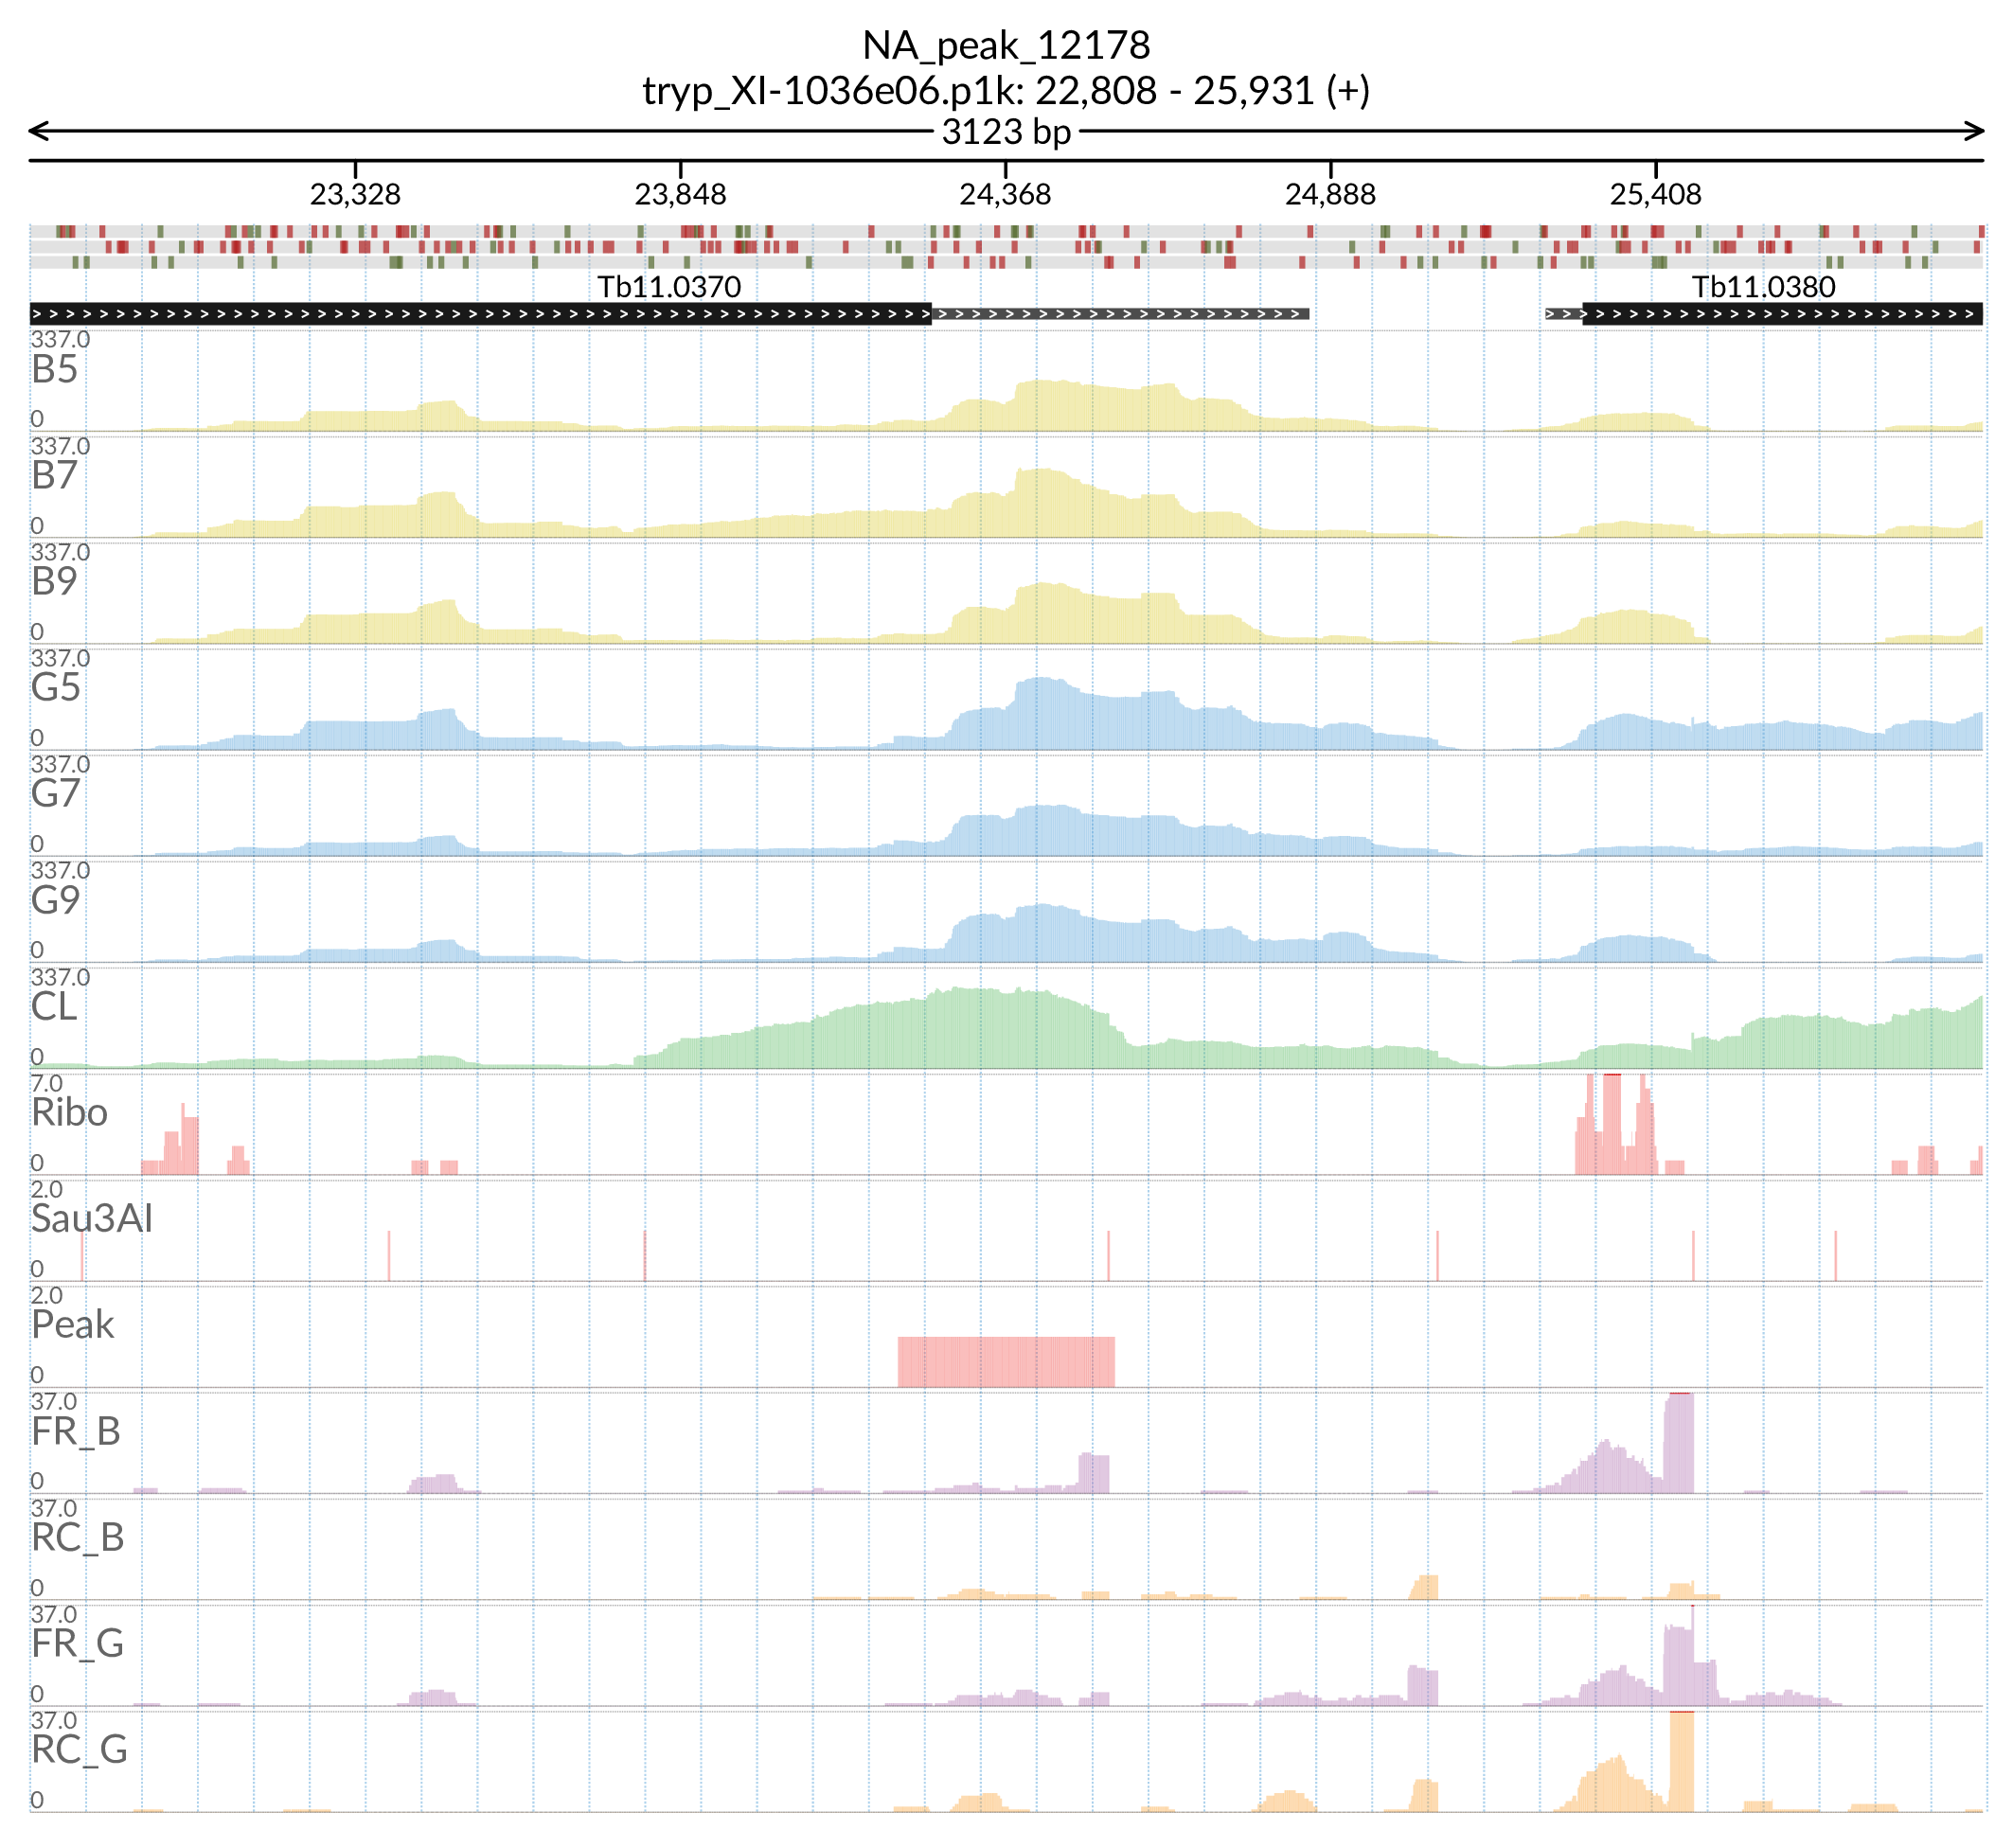 NA_peak_12178
tryp_XI-1036e06.p1k: 22,808 - 25,931 (+)
3123 bp
23,328 23,848 24,368 24,888 25,408
Tb11.0370 Tb11.0380
337.0
B5
0
337.0
B7
0
337.0
B9
0
337.0
G5
0
337.0
G7
0
337.0
G9
0
337.0
CL
0
7.0
Ribo
0
2.0
Sau3AI
0
2.0
Peak
0
37.0
FR_B
0
37.0
RC_B
0
37.0
FR_G
0
37.0
RC_G
0